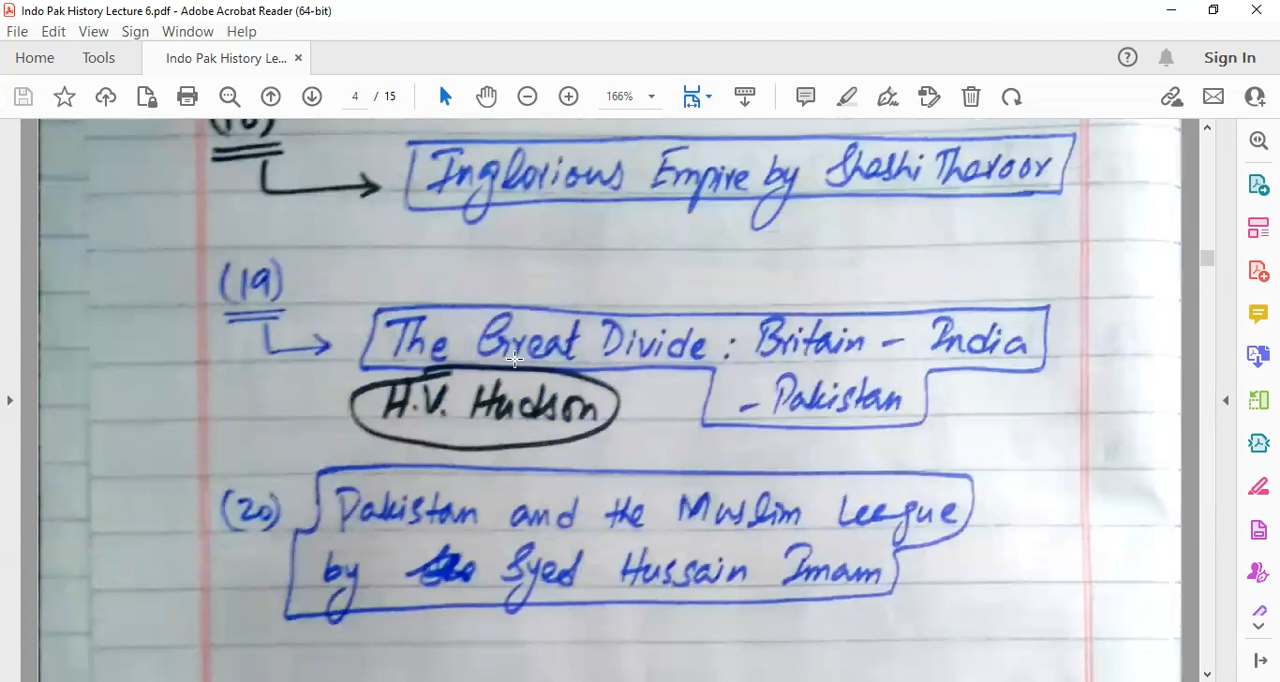 Indo Pak History Lecture 6.pdf - Adobe Acrobat Reader (64-bit)
File Edit View Sign Window Help
Home Tools Indo Pak History Le... × Sign In
4 / 15 166%
Inglorious Empire by Shashi Tharoor
(19)
The Great Divide : Britain - India
H.V. Hudson - Pakistan
(20) Pakistan and the Muslim League
by Syed Hussain Imam